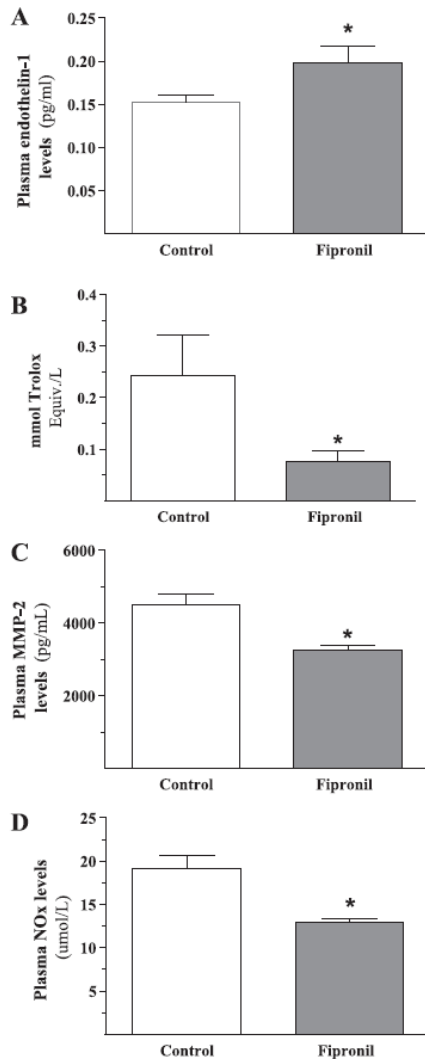 A
Plasma endothelin-1
levels (pg/ml)
0.25
0.20
0.15
0.10
0.05
*
Control Fipronil
B
mmol Trolox
Equiv./L
0.4
0.3
0.2
0.1
*
Control Fipronil
C
Plasma MMP-2
levels (pg/mL)
6000
4000
2000
*
Control Fipronil
D
Plasma NOx levels
(umol/L)
25
20
15
10
5
*
Control Fipronil